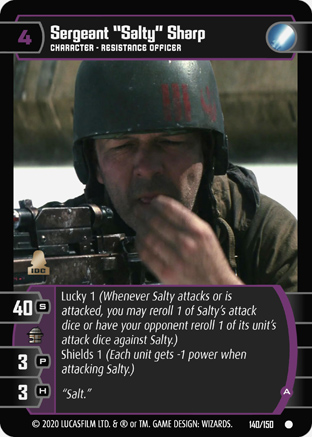 4
Sergeant "Salty" Sharp
CHARACTER - RESISTANCE OFFICER
IDC
40 S
3 P
3 H
Lucky 1 (Whenever Salty attacks or is
attacked, you may reroll 1 of Salty's attack
dice or have your opponent reroll 1 of its unit's
attack dice against Salty.)
Shields 1 (Each unit gets -1 power when
attacking Salty.)
"Salt."
A
© 2020 LUCASFILM LTD. & ® or TM. GAME DESIGN: WIZARDS.
140/150